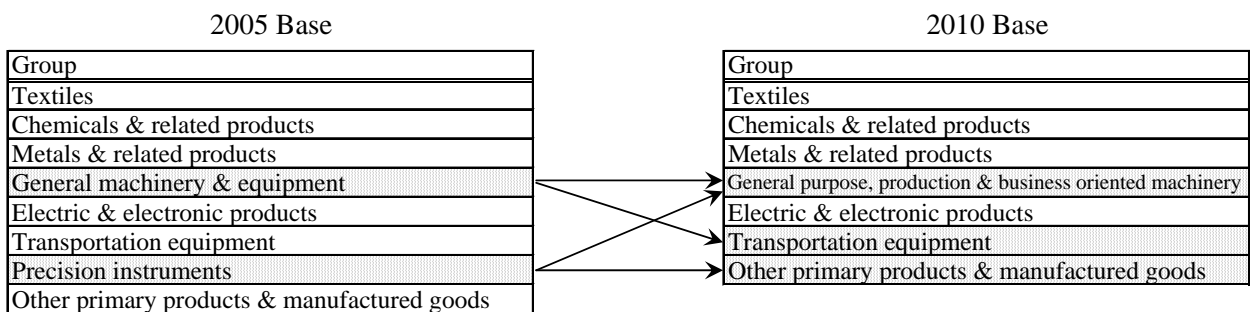 2005 Base
Group
Textiles
Chemicals & related products
Metals & related products
General machinery & equipment
Electric & electronic products
Transportation equipment
Precision instruments
Other primary products & manufactured goods
2010 Base
Group
Textiles
Chemicals & related products
Metals & related products
General purpose, production & business oriented machinery
Electric & electronic products
Transportation equipment
Other primary products & manufactured goods